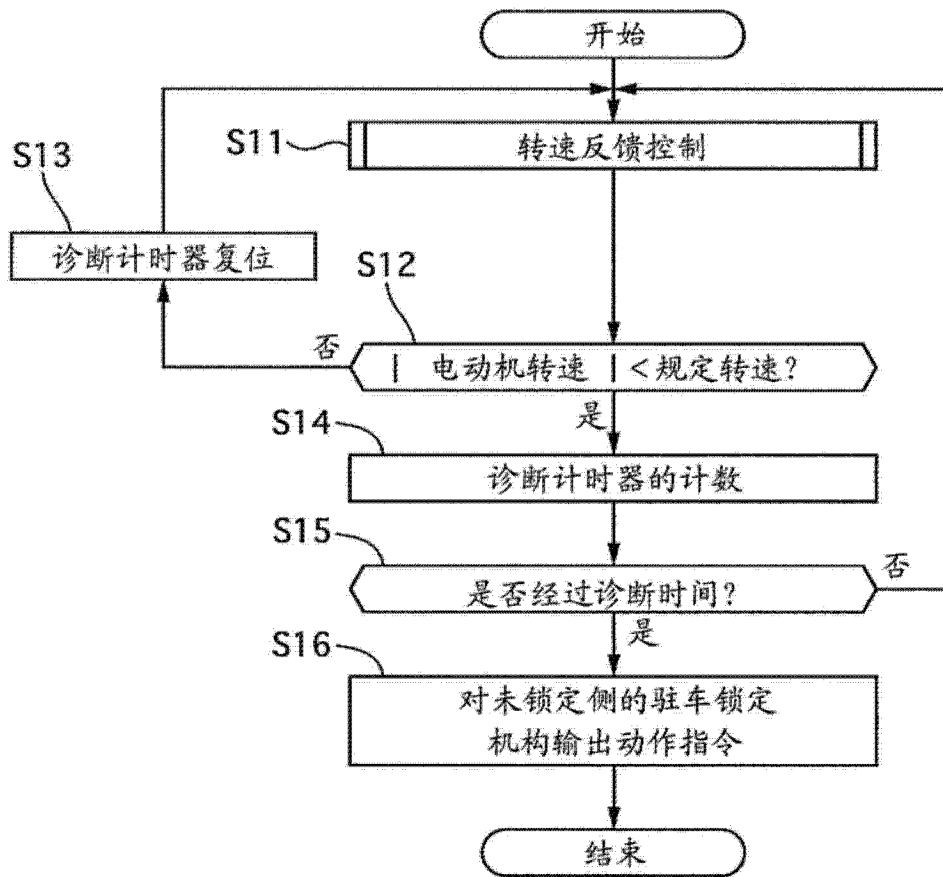 开始
S11
转速反馈控制
S13
诊断计时器复位
S12
否
| 电动机转速 | <规定转速?
是
S14
诊断计时器的计数
S15
否
是否经过诊断时间?
是
S16
对未锁定侧的驻车锁定
机构输出动作指令
结束